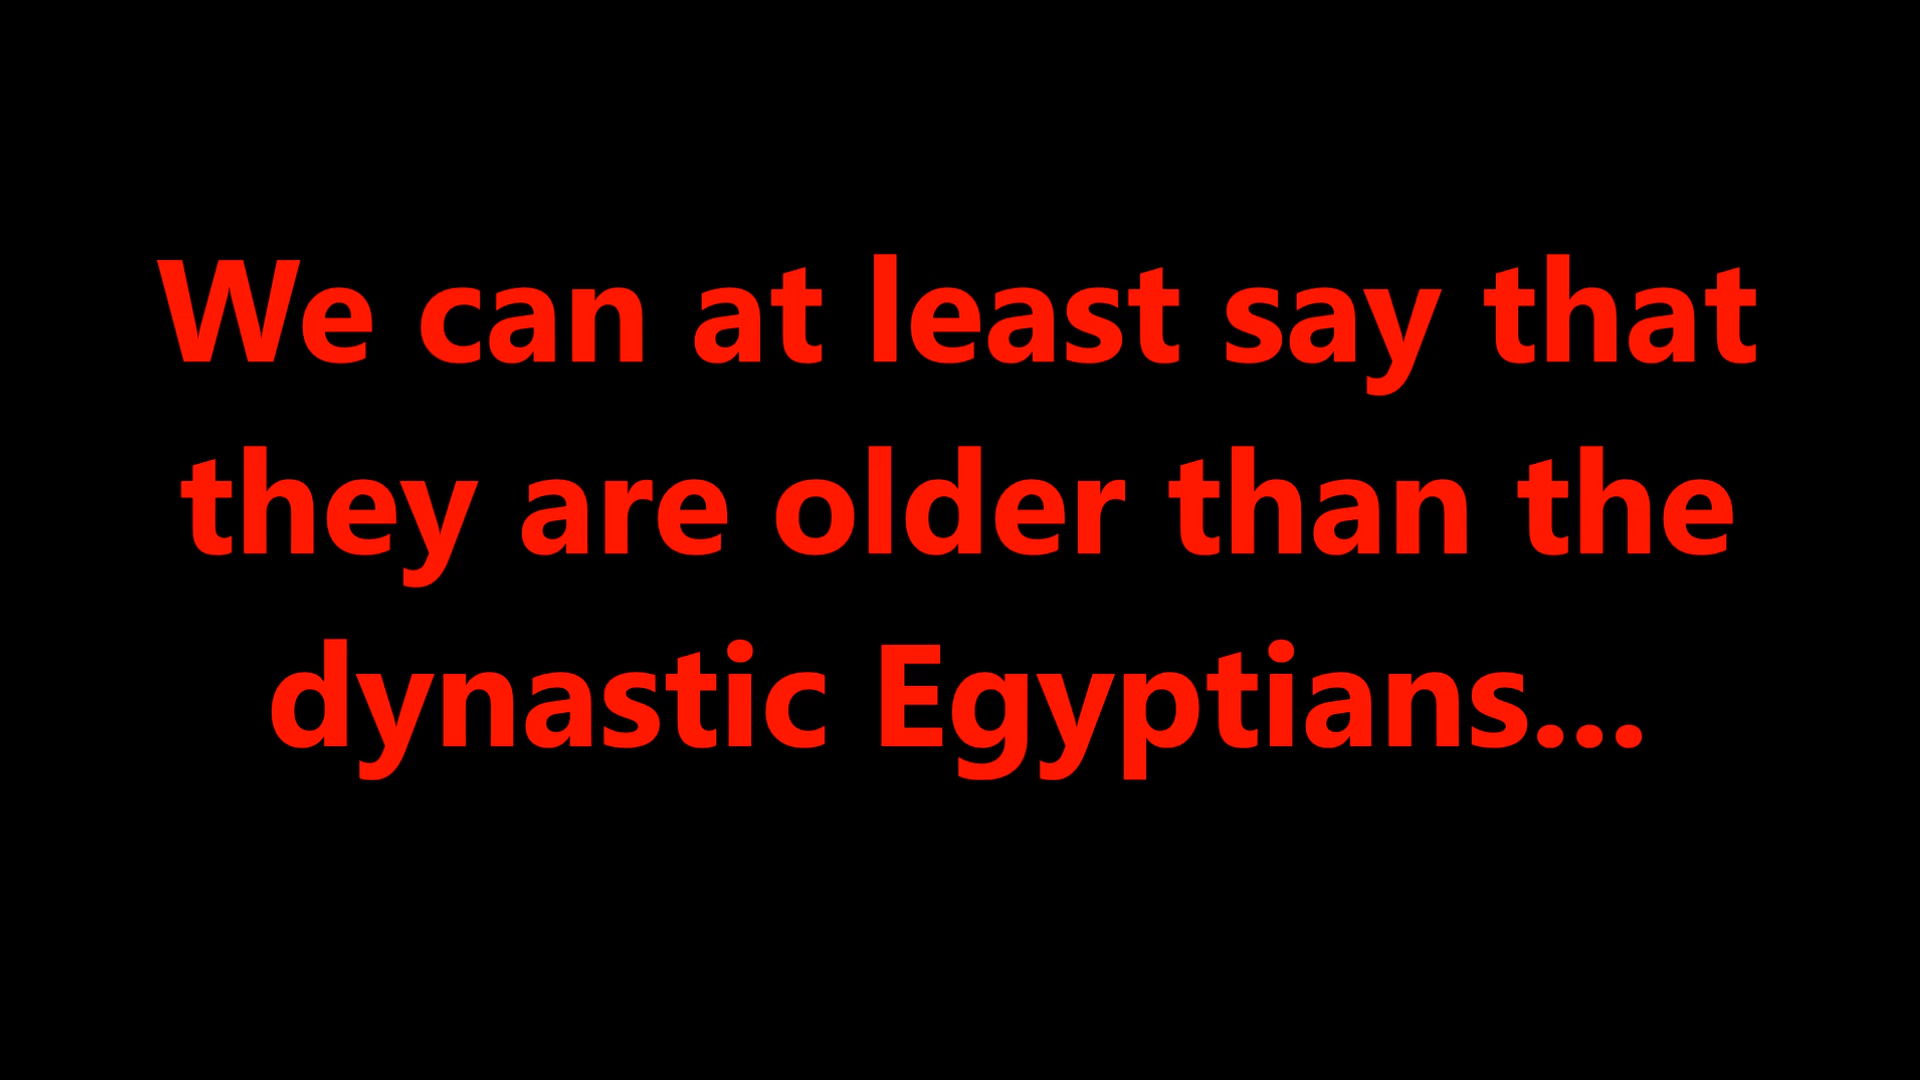 We can at least say that
they are older than the
dynastic Egyptians...